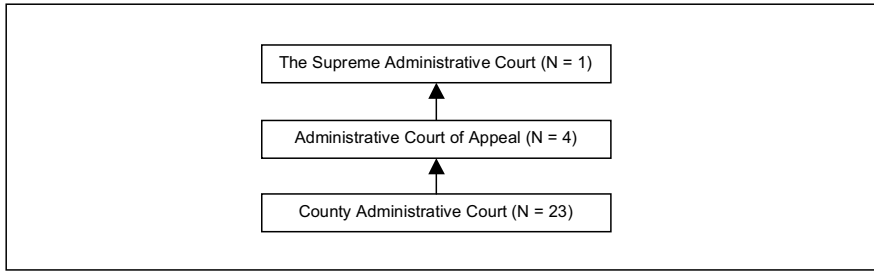 The Supreme Administrative Court (N = 1)
Administrative Court of Appeal (N = 4)
County Administrative Court (N = 23)